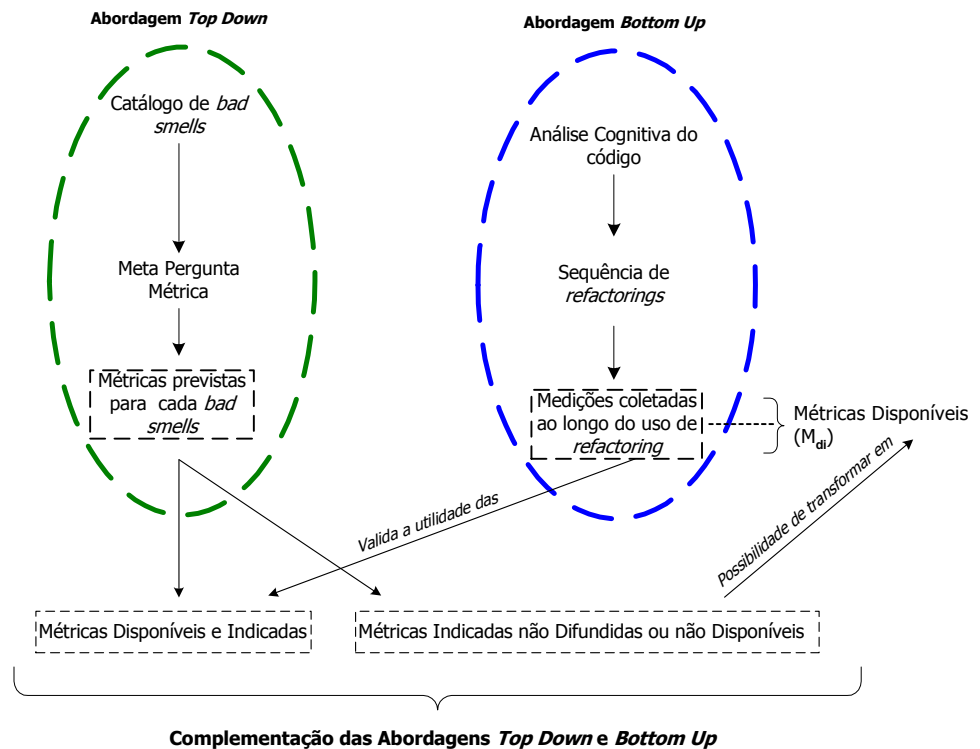 Abordagem Top Down
Abordagem Bottom Up
Catálogo de bad
smells
Análise Cognitiva do
código
Meta Pergunta
Métrica
Sequência de
refactorings
Métricas previstas
para cada bad
smells
Medições coletadas
ao longo do uso de
refactoring
Métricas Disponíveis
(Mdi)
Valida a utilidade das
Possibilidade de transformar em
Métricas Disponíveis e Indicadas
Métricas Indicadas não Difundidas ou não Disponíveis
Complementação das Abordagens Top Down e Bottom Up